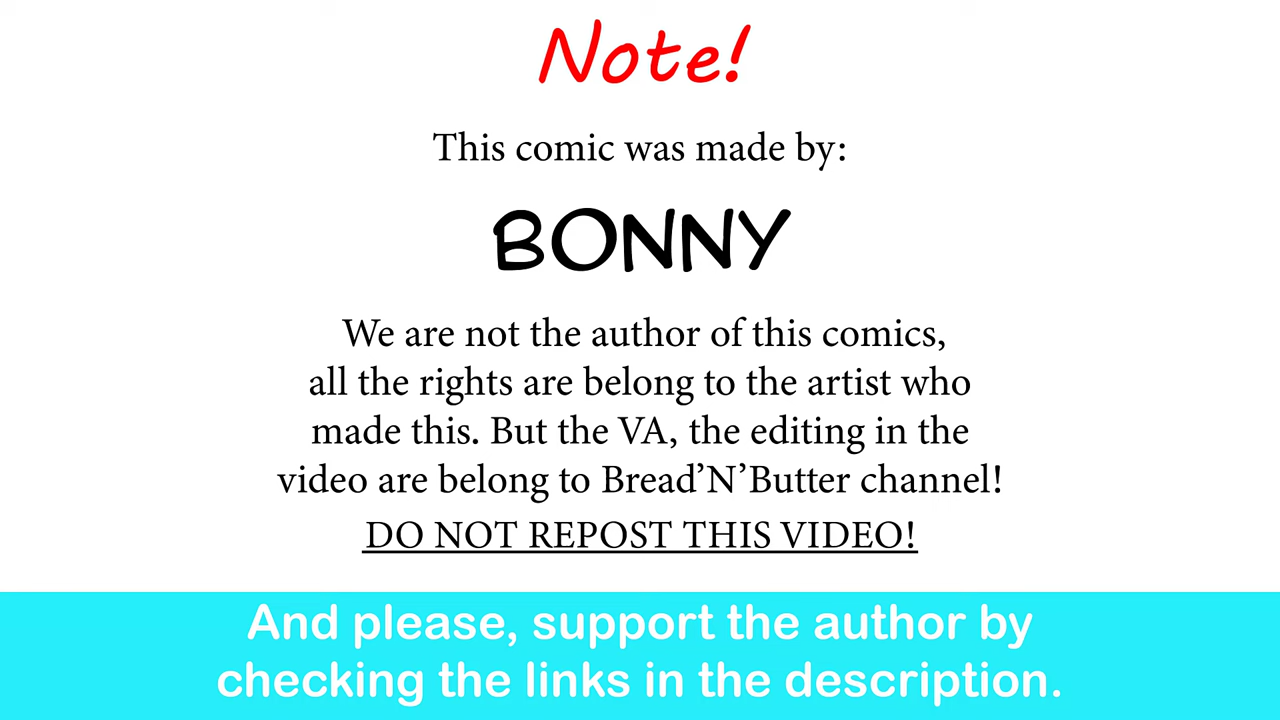 Note!
This comic was made by:
BONNY
We are not the author of this comics,
all the rights are belong to the artist who
made this. But the VA, the editing in the
video are belong to Bread’N’Butter channel!
DO NOT REPOST THIS VIDEO!
And please, support the author by
checking the links in the description.